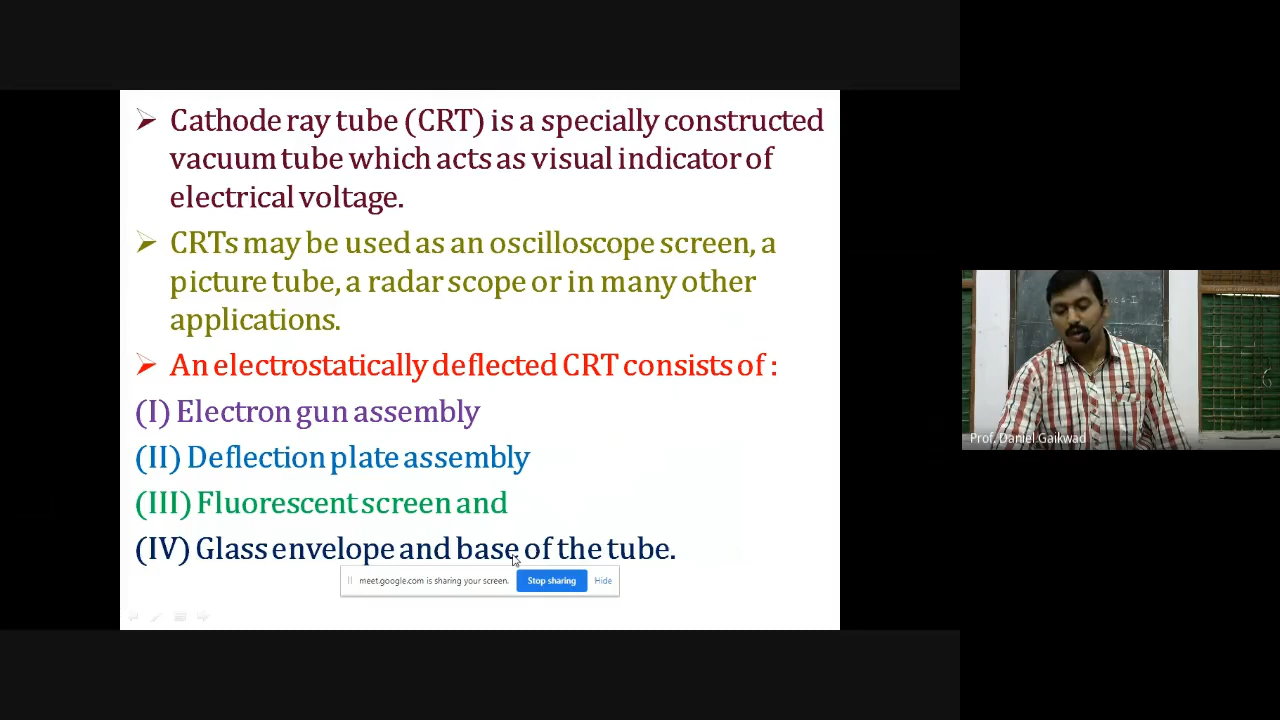 Cathode ray tube (CRT) is a specially constructed
vacuum tube which acts as visual indicator of
electrical voltage.
CRTs may be used as an oscilloscope screen, a
picture tube, a radar scope or in many other
applications.
An electrostatically deflected CRT consists of :
(I) Electron gun assembly
(II) Deflection plate assembly
(III) Fluorescent screen and
(IV) Glass envelope and base of the tube.
meet.google.com is sharing your screen. Stop sharing Hide
Prof. Daniel Gaikwad